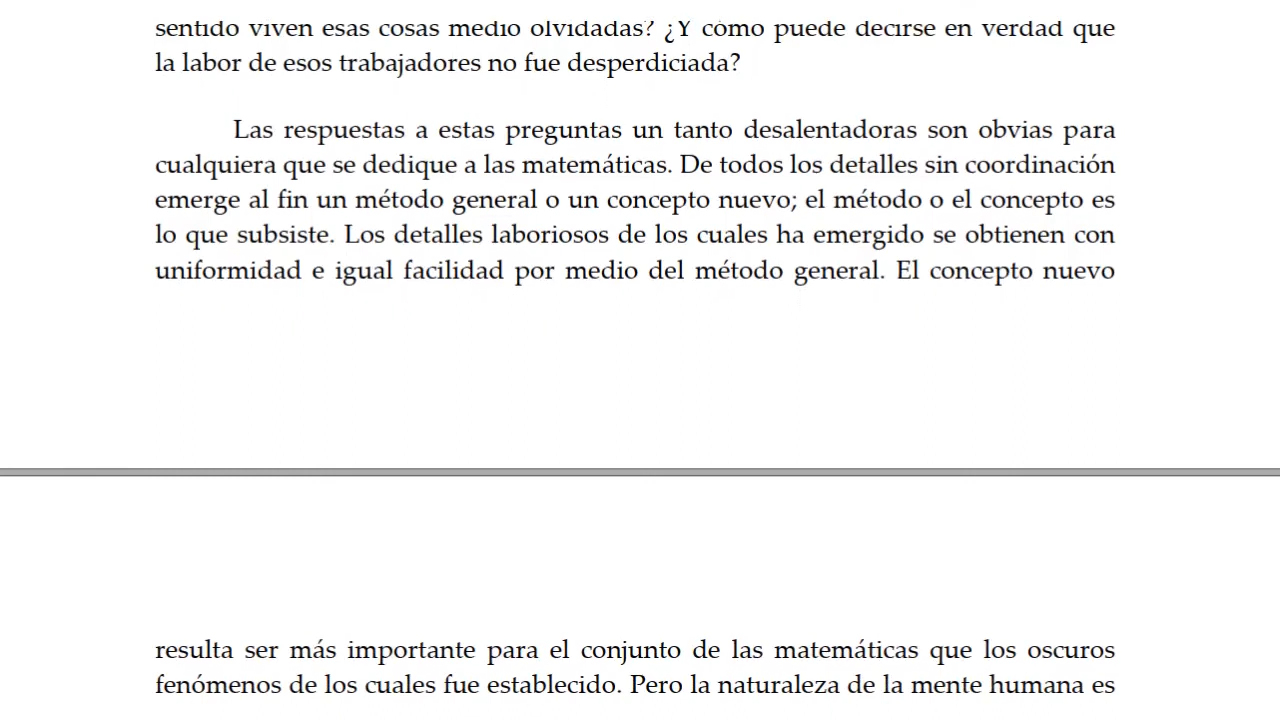 sentido viven esas cosas medio olvidadas? ¿Y cómo puede decirse en verdad que
la labor de esos trabajadores no fue desperdiciada?
Las respuestas a estas preguntas un tanto desalentadoras son obvias para
cualquiera que se dedique a las matemáticas. De todos los detalles sin coordinación
emerge al fin un método general o un concepto nuevo; el método o el concepto es
lo que subsiste. Los detalles laboriosos de los cuales ha emergido se obtienen con
uniformidad e igual facilidad por medio del método general. El concepto nuevo
resulta ser más importante para el conjunto de las matemáticas que los oscuros
fenómenos de los cuales fue establecido. Pero la naturaleza de la mente humana es